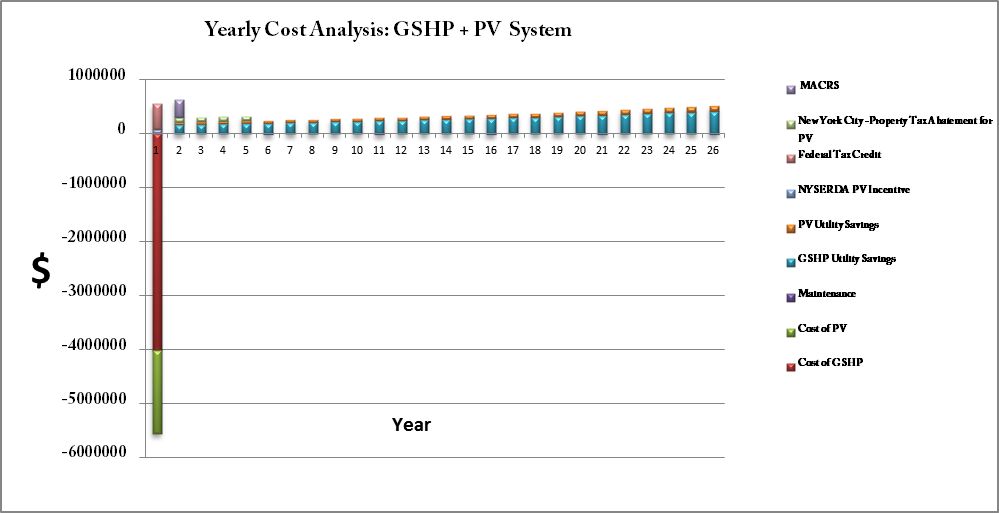 Yearly Cost Analysis: GSHP + PV System
1000000
0
-1000000
-2000000
-3000000
-4000000
-5000000
-6000000
$
1 2 3 4 5 6 7 8 9 10 11 12 13 14 15 16 17 18 19 20 21 22 23 24 25 26
Year
MACRS
New York City - Property Tax Abatement for
PV
Federal Tax Credit
NYSERDA PV Incentive
PV Utility Savings
GSHP Utility Savings
Maintenance
Cost of PV
Cost of GSHP